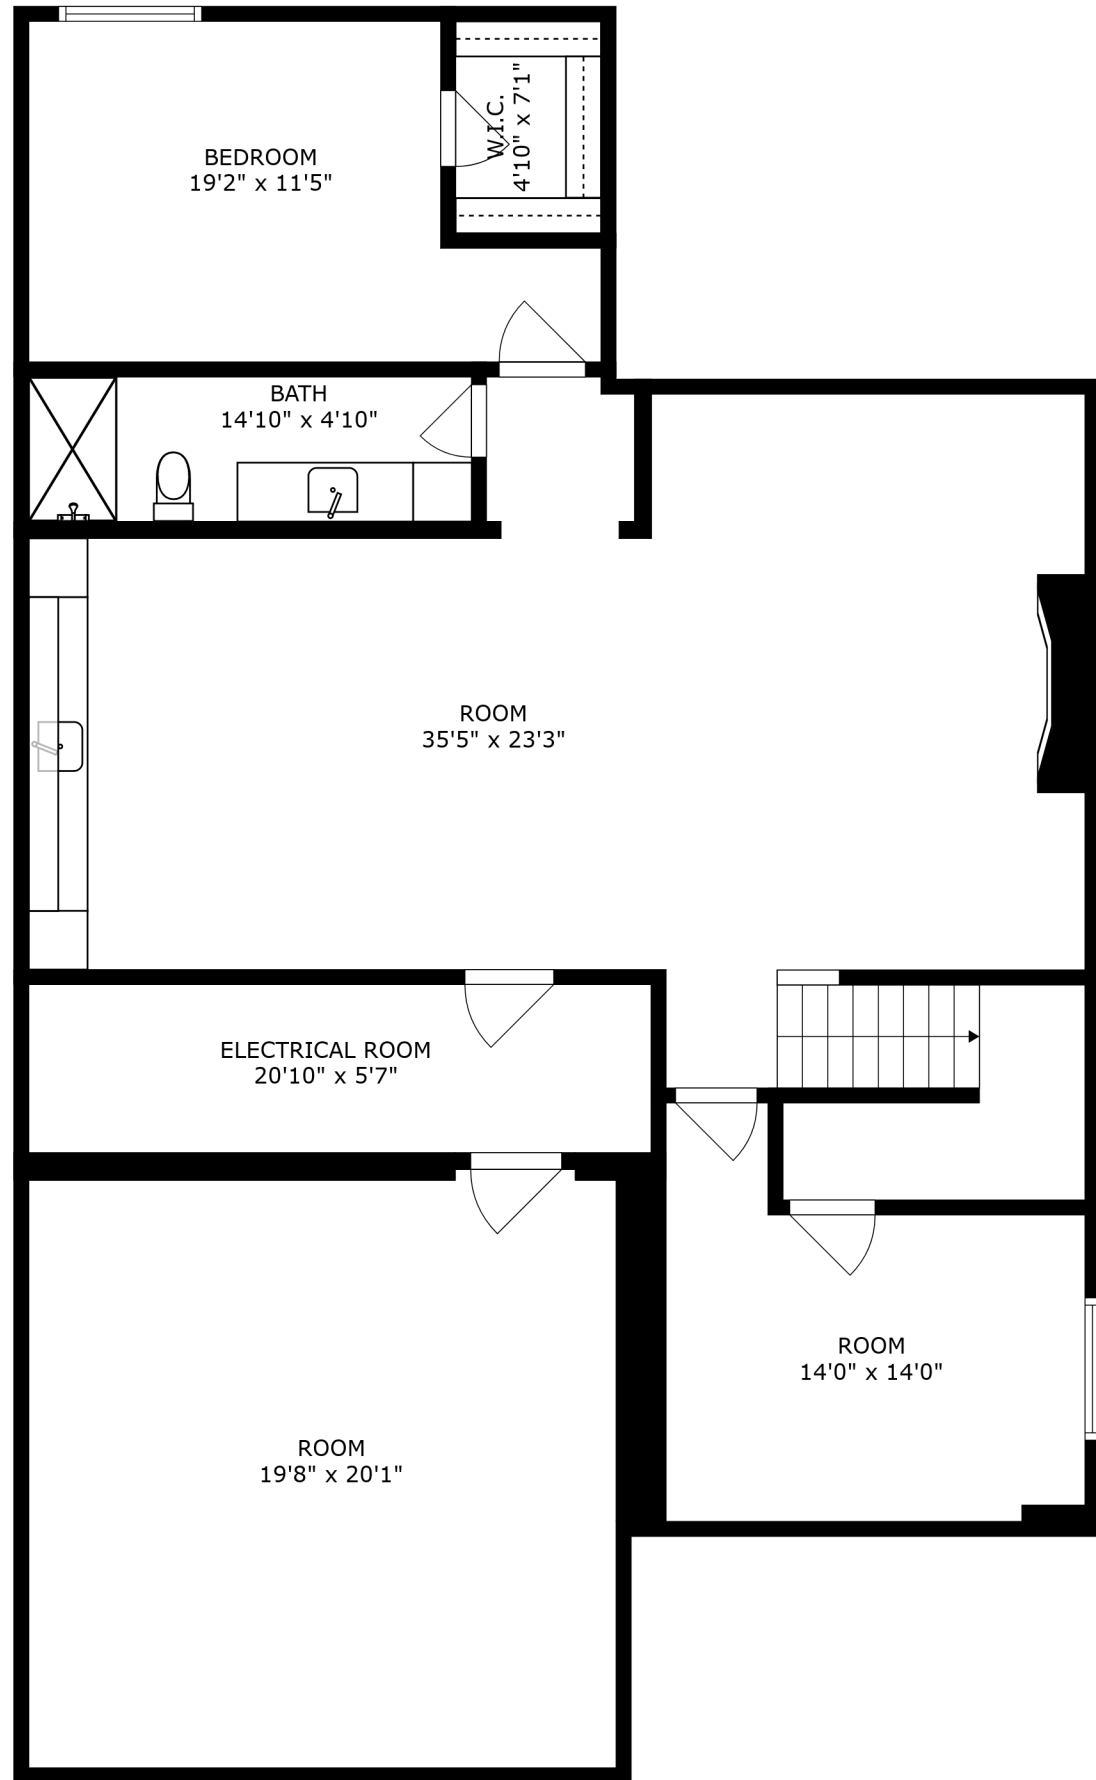 W.I.C.
4'10" x 7'1"
BEDROOM
19'2" x 11'5"
BATH
14'10" x 4'10"
ROOM
35'5" x 23'3"
ELECTRICAL ROOM
20'10" x 5'7"
ROOM
14'0" x 14'0"
ROOM
19'8" x 20'1"